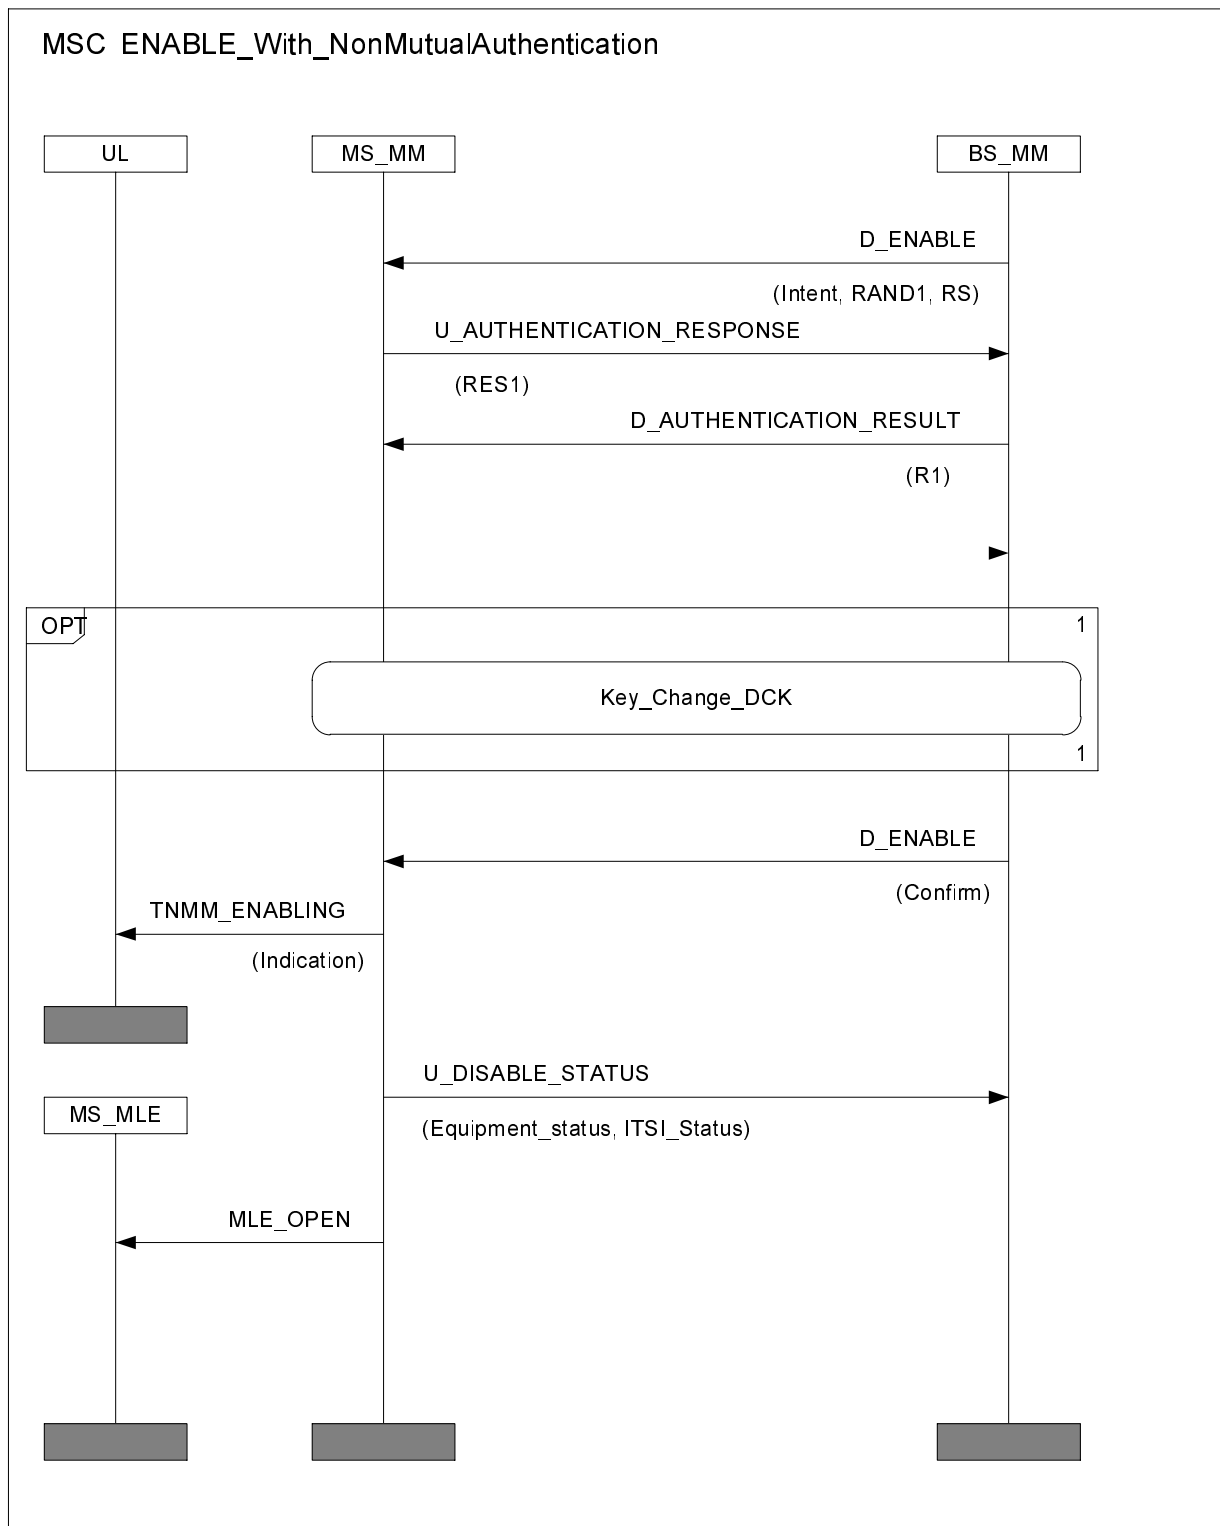 MSC ENABLE_With_NonMutualAuthentication
UL
MS_MM
BS_MM
D_ENABLE
(Intent, RAND1, RS)
U_AUTHENTICATION_RESPONSE
(RES1)
D_AUTHENTICATION_RESULT
(R1)
OPT
1
Key_Change_DCK
1
D_ENABLE
(Confirm)
TNMM_ENABLING
(Indication)
U_DISABLE_STATUS
MS_MLE
(Equipment_status, ITSI_Status)
MLE_OPEN